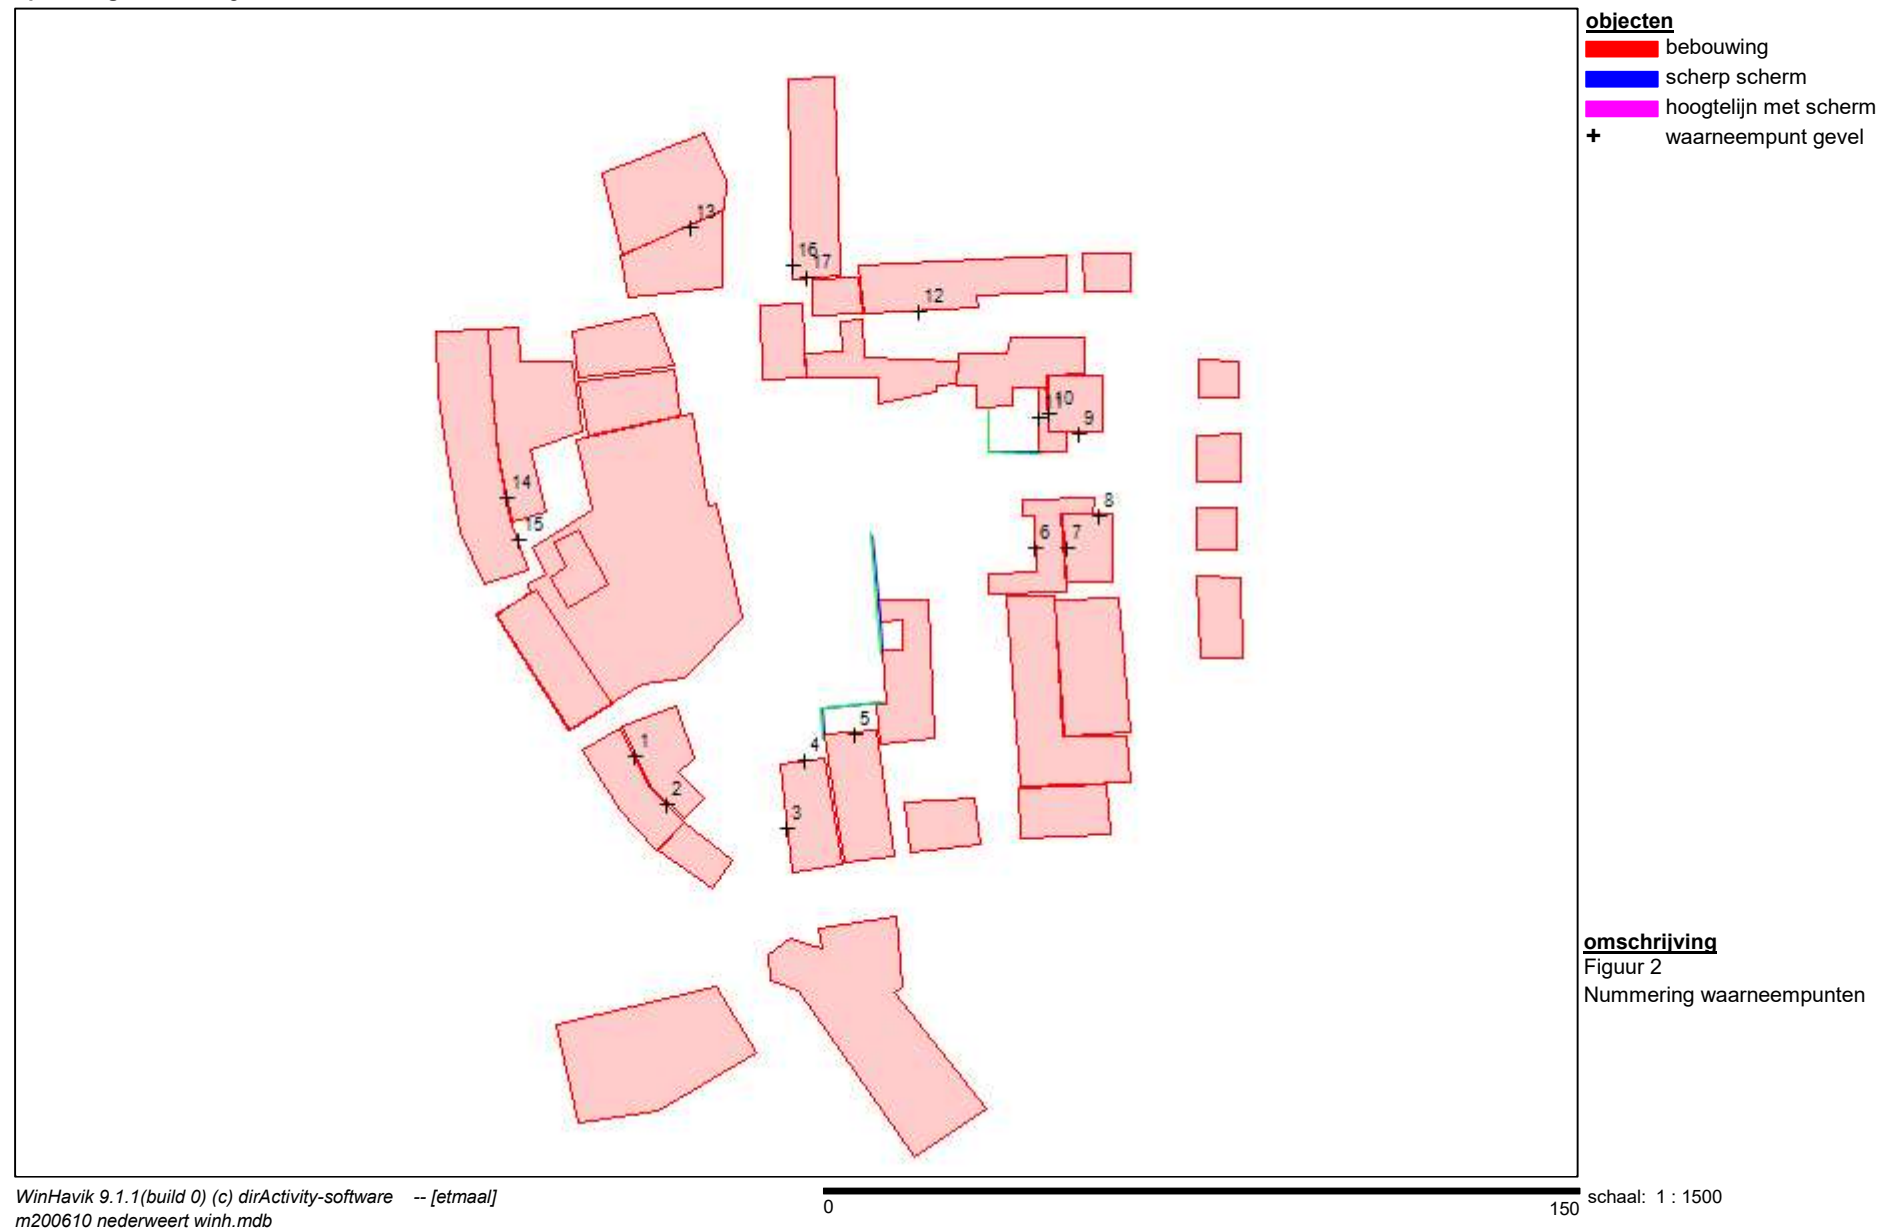 objecten
bebouwing
scherp scherm
hoogtelijn met scherm
+ waarneempunt gevel
13
16
17
12
10
9
14
15
8
6
7
5
4
1
2
3
omschrijving
Figuur 2
Nummering waarneempunten
WinHavik 9.1.1(build 0) (c) dirActivity-software -- [etmaal]
m200610 nederweert winh.mdb
0
150
schaal: 1 : 1500